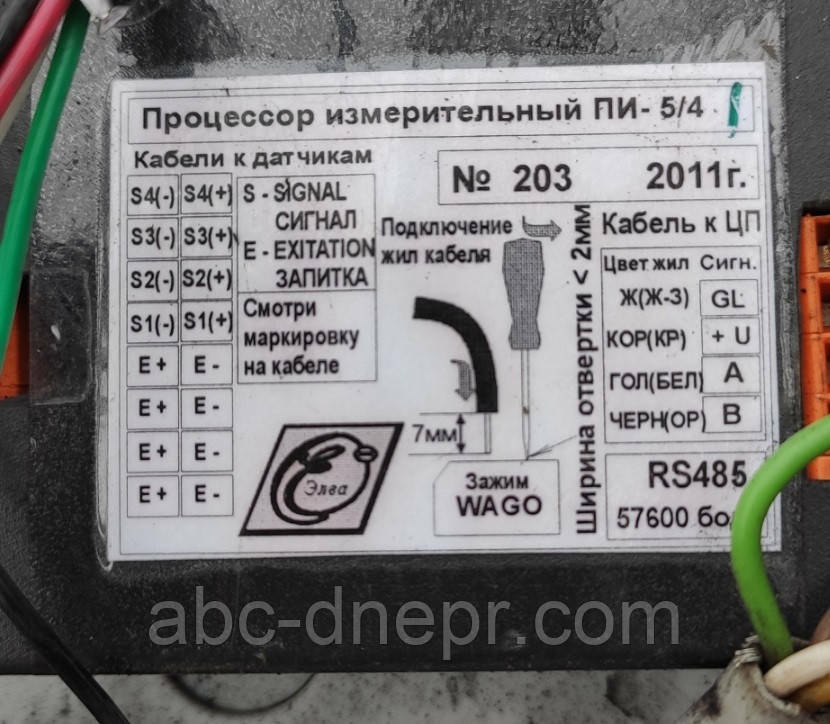 Процессор измерительный ПИ- 5/4
Кабели к датчикам
№ 203 2011г.
S4(-) S4(+)
S3(-) S3(+)
S2(-) S2(+)
S1(-) S1(+)
E+ E-
E+ E-
E+ E-
E+ E-
S - SIGNAL
СИГНАЛ
E - EXITATION
ЗАПИТКА
Смотри
маркировку
на кабеле
Подключение
жил кабеля
7мм
Элва
Зажим
WAGO
Ширина отвертки < 2мм
Кабель к ЦП
Цвет жил Сигн.
Ж(Ж-З) GL
КОР(КР) + U
ГОЛ(БЕЛ) A
ЧЕРН(ОР) B
RS485
57600
abc-dnepr.com